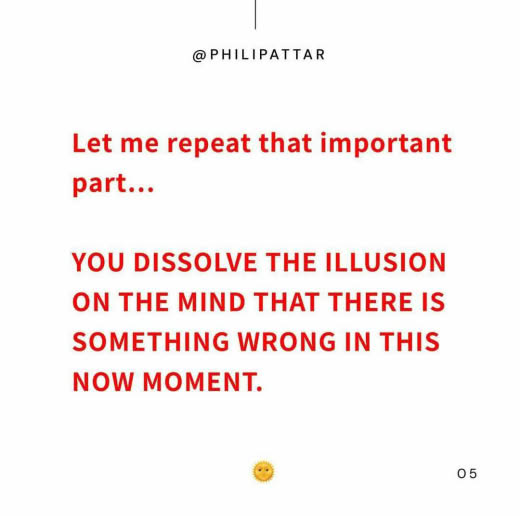 @PHILIPATTAR
Let me repeat that important
part...
YOU DISSOLVE THE ILLUSION
ON THE MIND THAT THERE IS
SOMETHING WRONG IN THIS
NOW MOMENT.
05